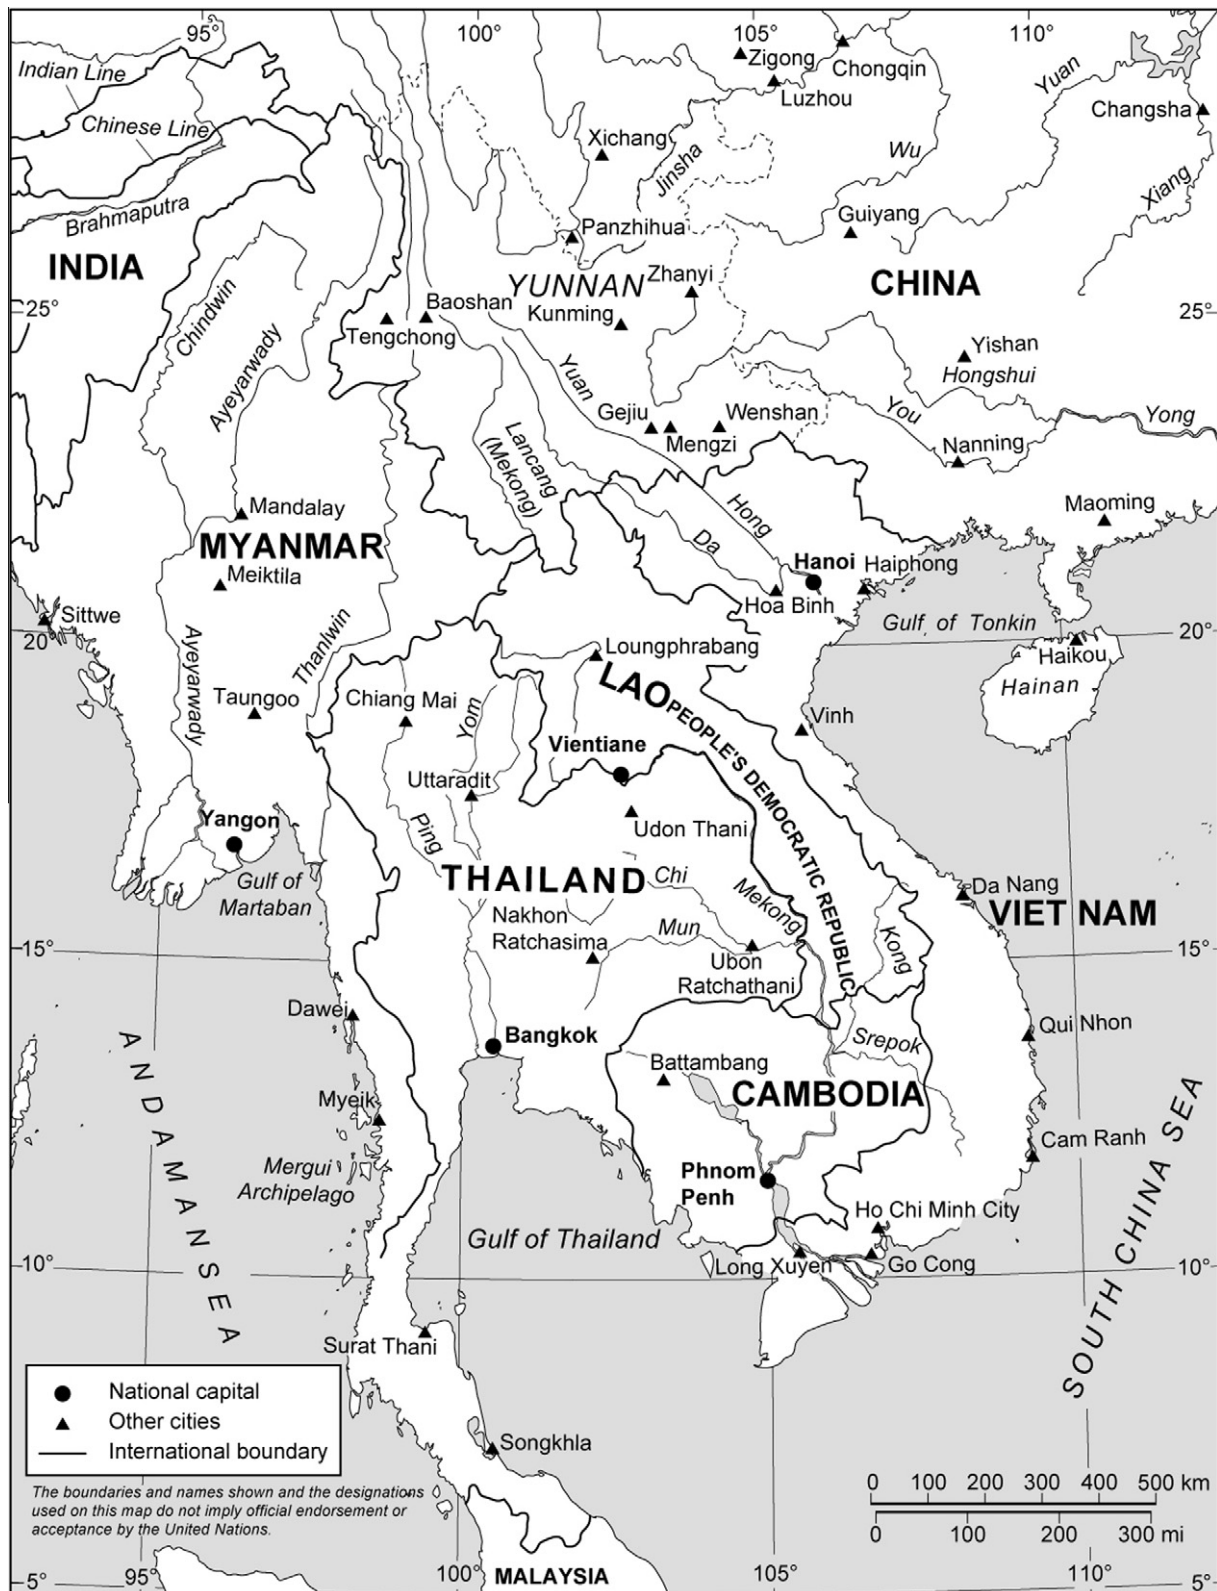 95°
100°
105°
110°
Indian Line
Chinese Line
Brahmaputra
INDIA
Zigong
Luzhou
Chongqin
Yuan
Changsha
Xichang
Jinsha
Wu
Xiang
Panzhihua
Guiyang
YUNNAN
Zhanyi
CHINA
Kunming
Chindwin
Ayeyarwady
Baoshan
Tengchong
25°
25°
Yuan
Yishan
Hongshui
Gejiu
Wenshan
Mengzi
You
Yong
Nanning
Lancang
(Mekong)
Mandalay
MYANMAR
Meiktila
Hong
Da
Maoming
Hanoi
Haiphong
Hoa Binh
Gulf of Tonkin
Sittwe
20°
20°
Ayeyarwady
Thanlwin
Loungphrabang
Haikou
Hainan
Taungoo
Chiang Mai
Yom
LAO PEOPLE'S DEMOCRATIC REPUBLIC
Vinh
Vientiane
Uttaradit
Yangon
Ping
Udon Thani
THAILAND
Chi
Mekong
Gulf of
Martaban
Da Nang
VIET NAM
Nakhon
Ratchasima
Mun
Kong
15°
15°
Ubon
Ratchathani
Dawei
Bangkok
Srepok
Qui Nhon
Battambang
CAMBODIA
ANDAMAN SEA
Myeik
Mergui
Archipelago
Phnom
Penh
Cam Ranh
SOUTH CHINA SEA
Ho Chi Minh City
Gulf of Thailand
Long Xuyen
Go Cong
10°
10°
Surat Thani
National capital
Other cities
International boundary
Songkhla
The boundaries and names shown and the designations
used on this map do not imply official endorsement or
acceptance by the United Nations.
0 100 200 300 400 500 km
0 100 200 300 mi
MALAYSIA
5°
95°
100°
105°
110°
5°